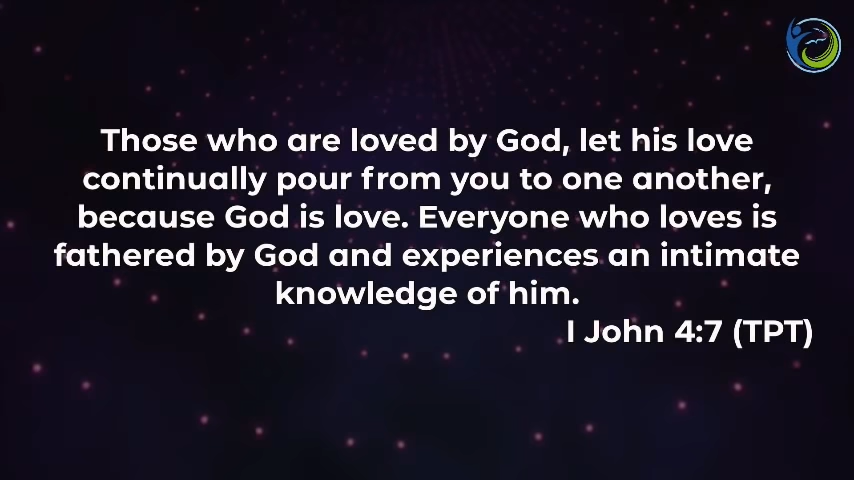 Those who are loved by God, let his love
continually pour from you to one another,
because God is love. Everyone who loves is
fathered by God and experiences an intimate
knowledge of him.
I John 4:7 (TPT)